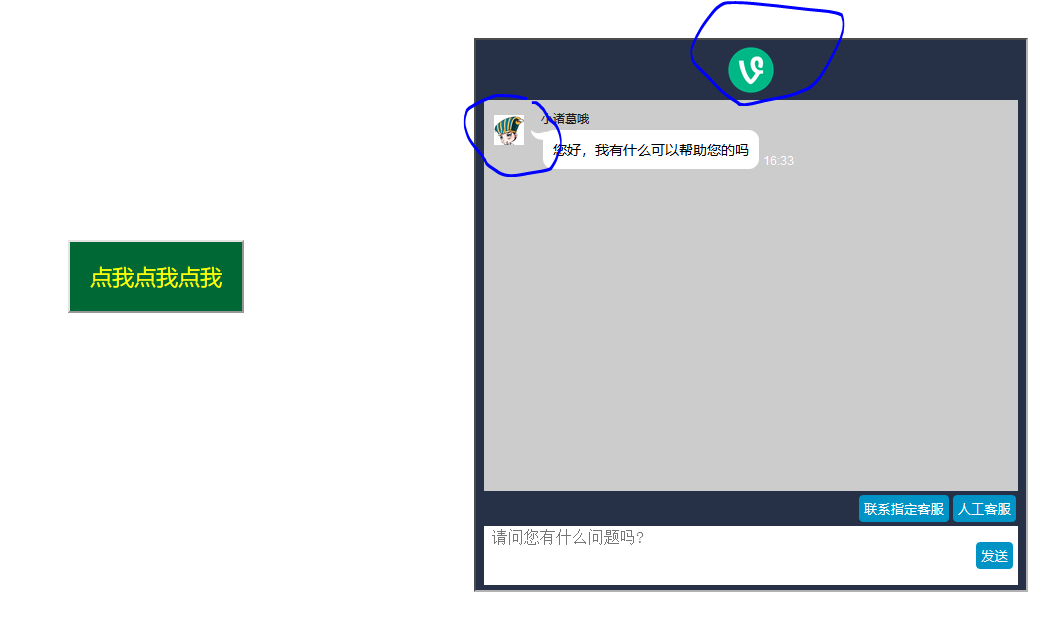 小诸葛哦
您好，我有什么可以帮助您的吗
16:33
点我点我点我
联系指定客服 人工客服
请问您有什么问题吗?
发送